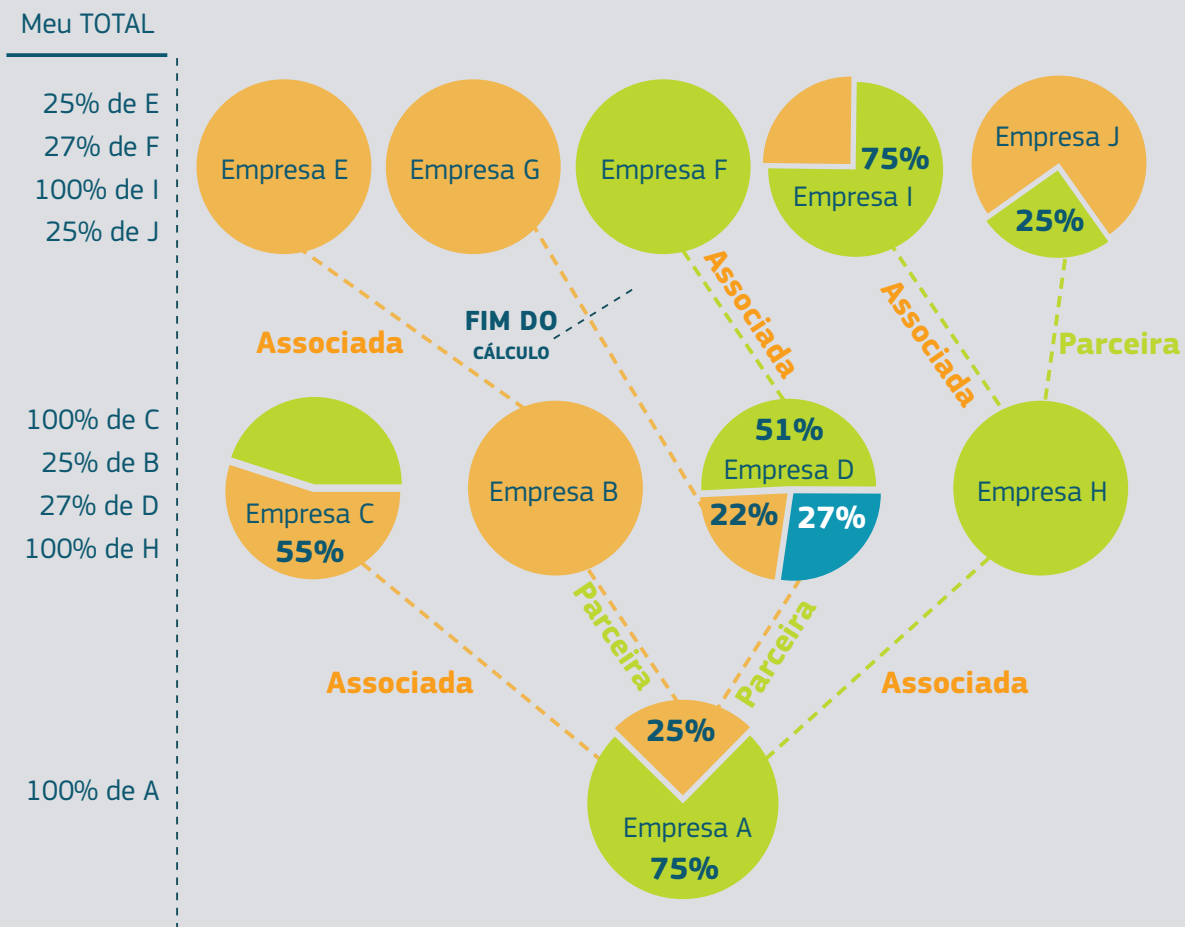 Meu TOTAL
25% de E
27% de F
100% de I
25% de J
Empresa E
Empresa G
Empresa F
75%
Empresa I
Empresa J
25%
Associada
FIM DO
CÁLCULO
Associada
Associada
Parceira
100% de C
25% de B
27% de D
100% de H
Empresa C
55%
Empresa B
51%
Empresa D
22%
27%
Empresa H
Associada
Parceira
Parceira
Associada
100% de A
25%
Empresa A
75%